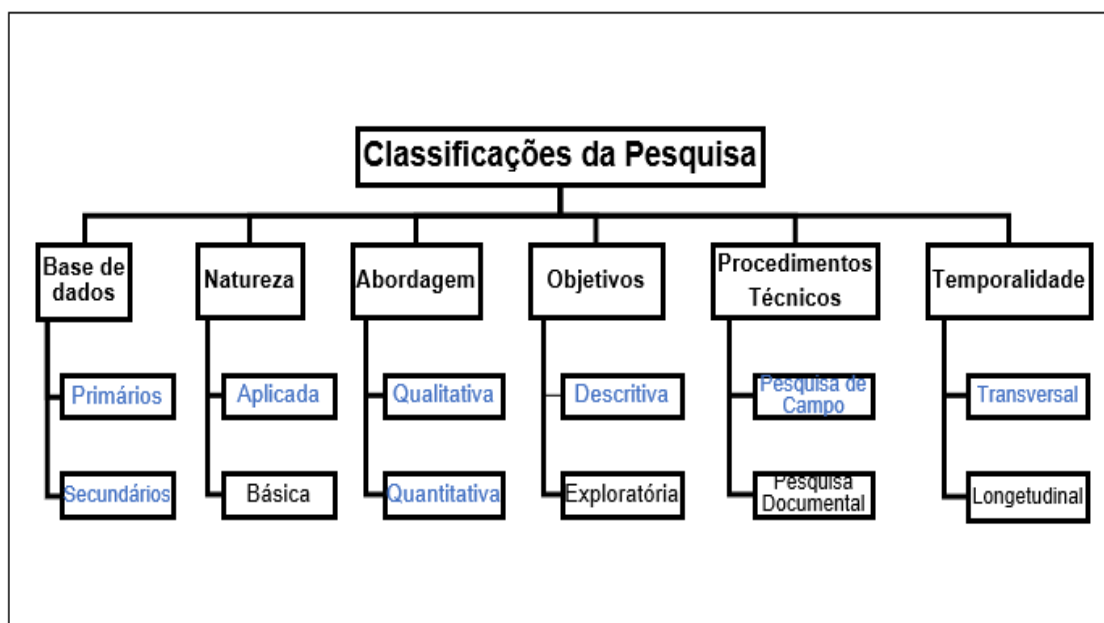 Classificações da Pesquisa
Base de
dados
Natureza
Abordagem
Objetivos
Procedimentos
Técnicos
Temporalidade
Primários
Aplicada
Qualitativa
Descritiva
Pesquisa de
Campo
Transversal
Secundários
Básica
Quantitativa
Exploratória
Pesquisa
Documental
Longetudinal